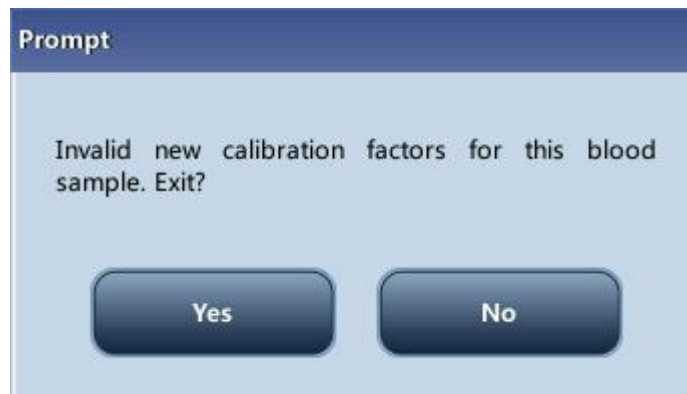 Prompt
Invalid new calibration factors for this blood
sample. Exit?
Yes No